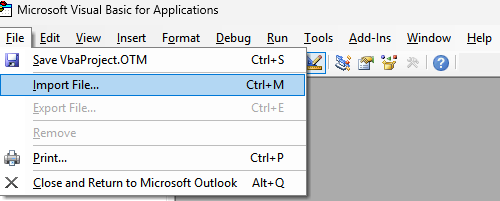 Microsoft Visual Basic for Applications
File Edit View Insert Format Debug Run Tools Add-Ins Window Help
Save VbaProject.OTM Ctrl+S
Import File... Ctrl+M
Export File... Ctrl+E
Remove
Print... Ctrl+P
Close and Return to Microsoft Outlook Alt+Q